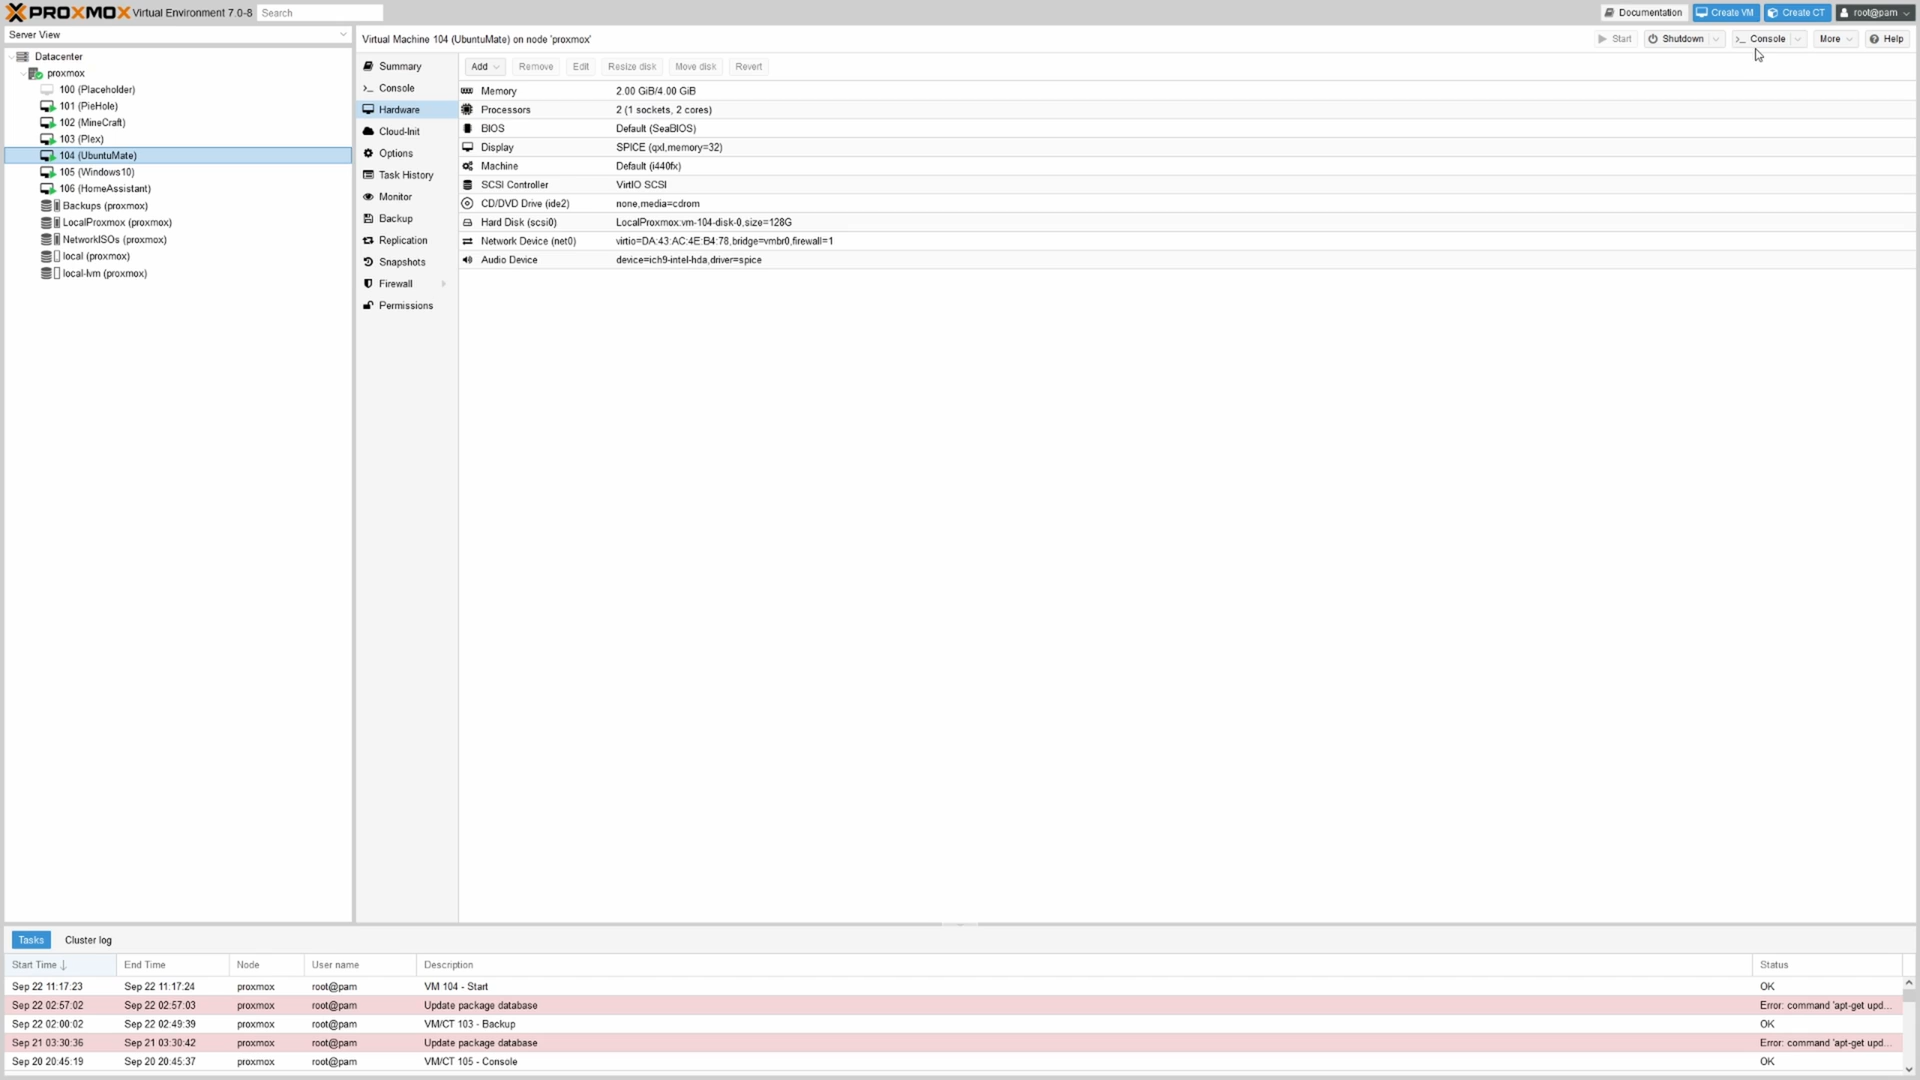 PROXMOX Virtual Environment 7.0-8 Search Documentation Create VM Create CT root@pam
Server View
Datacenter
proxmox
100 (Placeholder)
101 (PieHole)
102 (MineCraft)
103 (Plex)
104 (UbuntuMate)
105 (Windows10)
106 (HomeAssistant)
Backups (proxmox)
LocalProxmox (proxmox)
NetworkISOs (proxmox)
local (proxmox)
local-lvm (proxmox)
Virtual Machine 104 (UbuntuMate) on node 'proxmox' Start Shutdown >_ Console More Help
Summary
>_ Console
Hardware
Cloud-Init
Options
Task History
Monitor
Backup
Replication
Snapshots
Firewall
Permissions
Add Remove Edit Resize disk Move disk Revert
Memory 2.00 GiB/4.00 GiB
Processors 2 (1 sockets, 2 cores)
BIOS Default (SeaBIOS)
Display SPICE (qxl,memory=32)
Machine Default (i440fx)
SCSI Controller VirtIO SCSI
CD/DVD Drive (ide2) none,media=cdrom
Hard Disk (scsi0) LocalProxmox:vm-104-disk-0,size=128G
Network Device (net0) virtio=DA:43:AC:4E:B4:78,bridge=vmbr0,firewall=1
Audio Device device=ich9-intel-hda,driver=spice
Tasks Cluster log
Start Time ↓ End Time Node User name Description Status
Sep 22 11:17:23 Sep 22 11:17:24 proxmox root@pam VM 104 - Start OK
Sep 22 02:57:02 Sep 22 02:57:03 proxmox root@pam Update package database Error: command 'apt-get upd...
Sep 22 02:00:02 Sep 22 02:49:39 proxmox root@pam VM/CT 103 - Backup OK
Sep 21 03:30:36 Sep 21 03:30:42 proxmox root@pam Update package database Error: command 'apt-get upd...
Sep 20 20:45:19 Sep 20 20:45:37 proxmox root@pam VM/CT 105 - Console OK